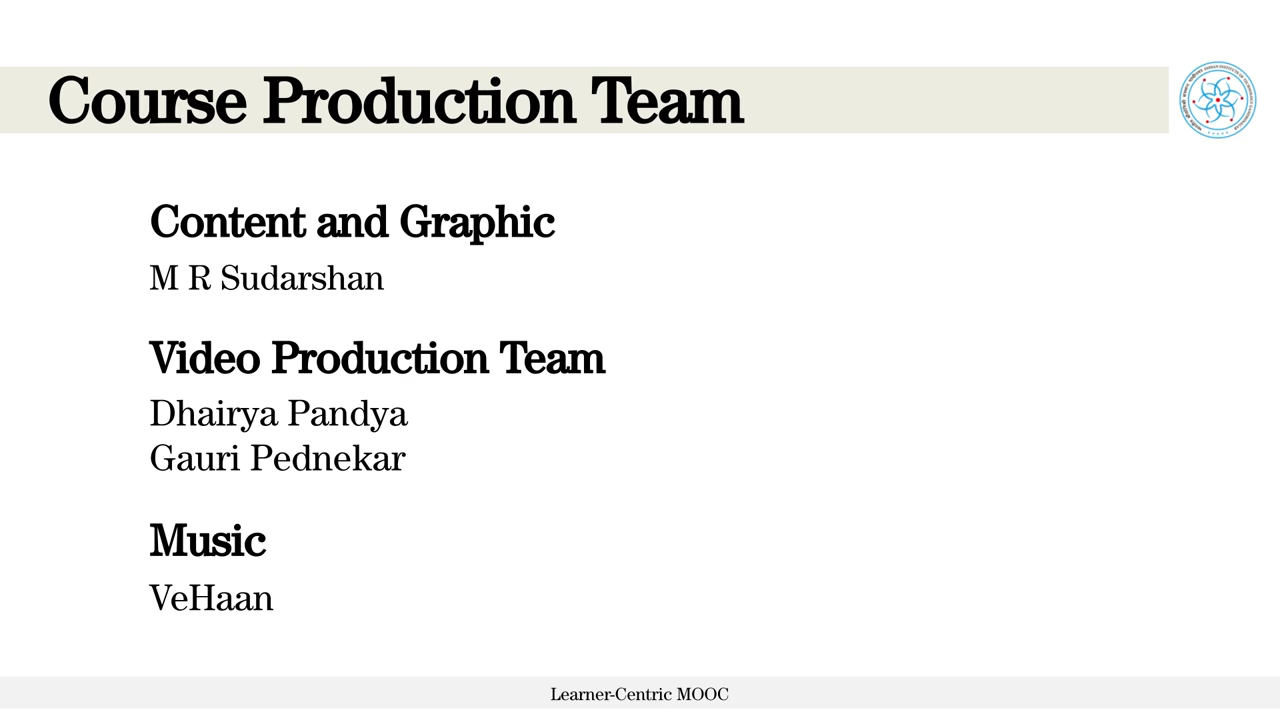 Course Production Team
Content and Graphic
M R Sudarshan
Video Production Team
Dhairya Pandya
Gauri Pednekar
Music
VeHaan
Learner-Centric MOOC